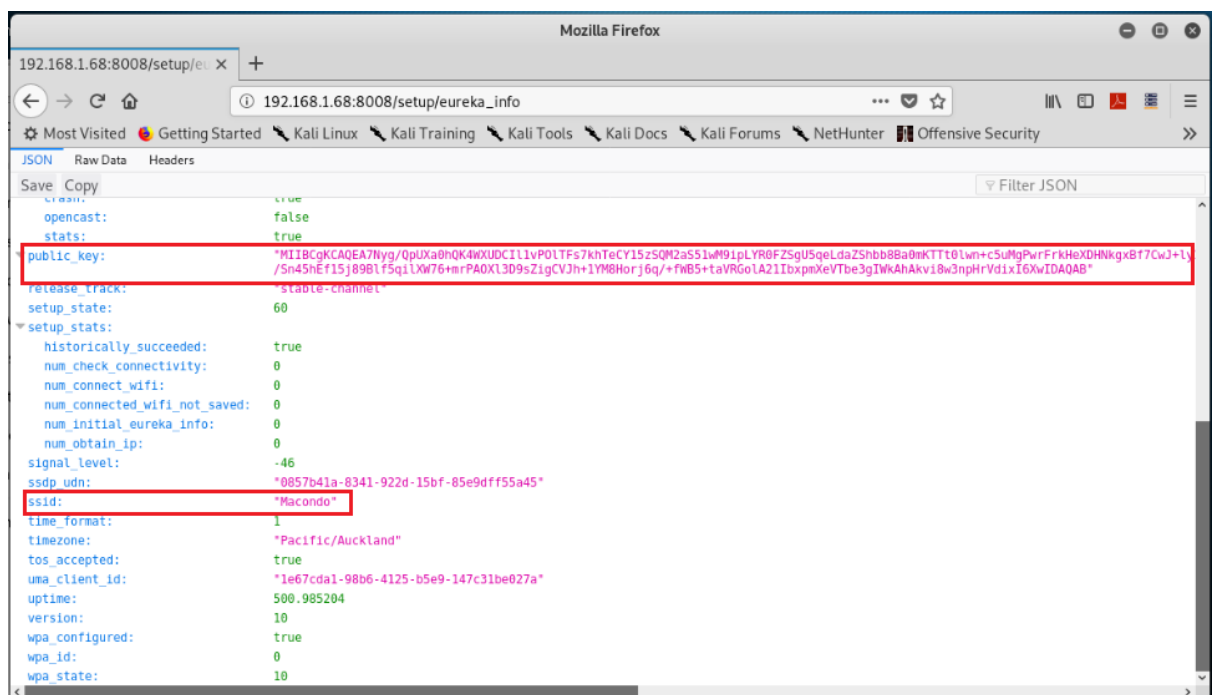 Mozilla Firefox
192.168.1.68:8008/setup/eu
192.168.1.68:8008/setup/eureka_info
Most Visited Getting Started Kali Linux Kali Training Kali Tools Kali Docs Kali Forums NetHunter Offensive Security
JSON Raw Data Headers
Save Copy Filter JSON
crash: true
opencast: false
stats: true
public_key: "MIIBCgKCAQEA7Nyg/QpUXa0hQK4WXUDCIl1vPOlTFs7khTeCY15zSQM2aS51wM9ipLYR0FZSgU5qeLdaZShbb8Ba0mKTTt0lwn+c5uMgPwrFrkHeXDHNkgxBf7CwJ+ly
/Sn45hEf15j89Blf5qilXW76+mrPAOXl3D9sZigCVJh+1YM8Horj6q/+fWB5+taVRGolA21IbxpmXeVTbe3gIWkAhAkvi8w3npHrVdixI6XwIDAQAB"
release_track: "stable-channel"
setup_state: 60
setup_stats:
historically_succeeded: true
num_check_connectivity: 0
num_connect_wifi: 0
num_connected_wifi_not_saved: 0
num_initial_eureka_info: 0
num_obtain_ip: 0
signal_level: -46
ssdp_udn: "0857b41a-8341-922d-15bf-85e9dff55a45"
ssid: "Macondo"
time_format: 1
timezone: "Pacific/Auckland"
tos_accepted: true
uma_client_id: "1e67cda1-98b6-4125-b5e9-147c31be027a"
uptime: 500.985204
version: 10
wpa_configured: true
wpa_id: 0
wpa_state: 10